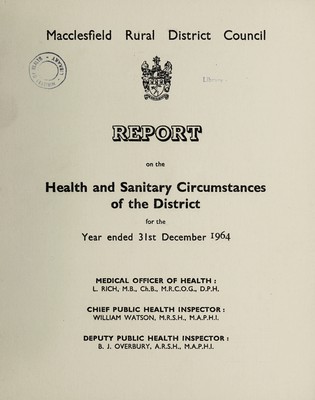 Macclesfield Rural District Council
REPORT
on the
Health and Sanitary Circumstances
of the District
for the
Year ended 31st December 1964
MEDICAL OFFICER OF HEALTH :
L. RICH, M.B., Ch.B., M.R.C.O.G., D.P.H.
CHIEF PUBLIC HEALTH INSPECTOR :
WILLIAM WATSON, M.R.S.H., M.A.P.H.I.
DEPUTY PUBLIC HEALTH INSPECTOR :
B. J. OVERBURY, A.R.S.H., M.A.P.H.I.